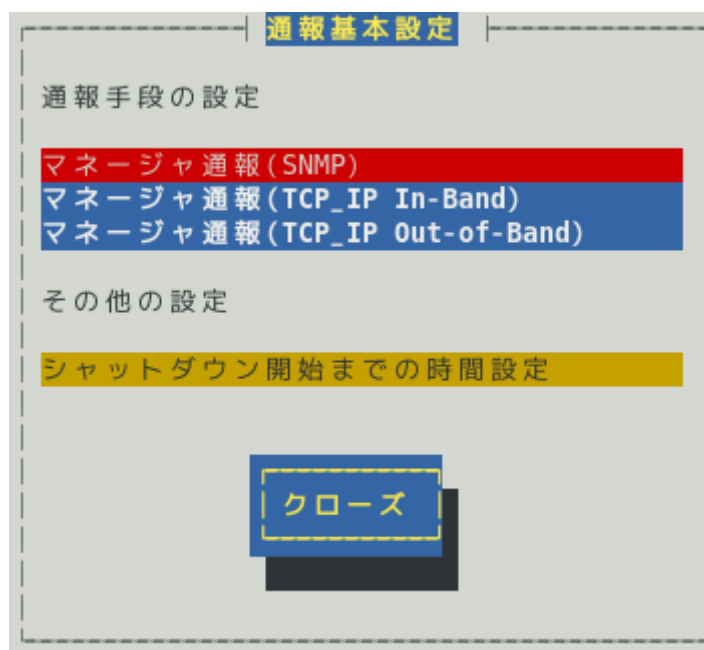 通報基本設定
通報手段の設定
マネージャ通報(SNMP)
マネージャ通報(TCP_IP In-Band)
マネージャ通報(TCP_IP Out-of-Band)
その他の設定
シャットダウン開始までの時間設定
クローズ